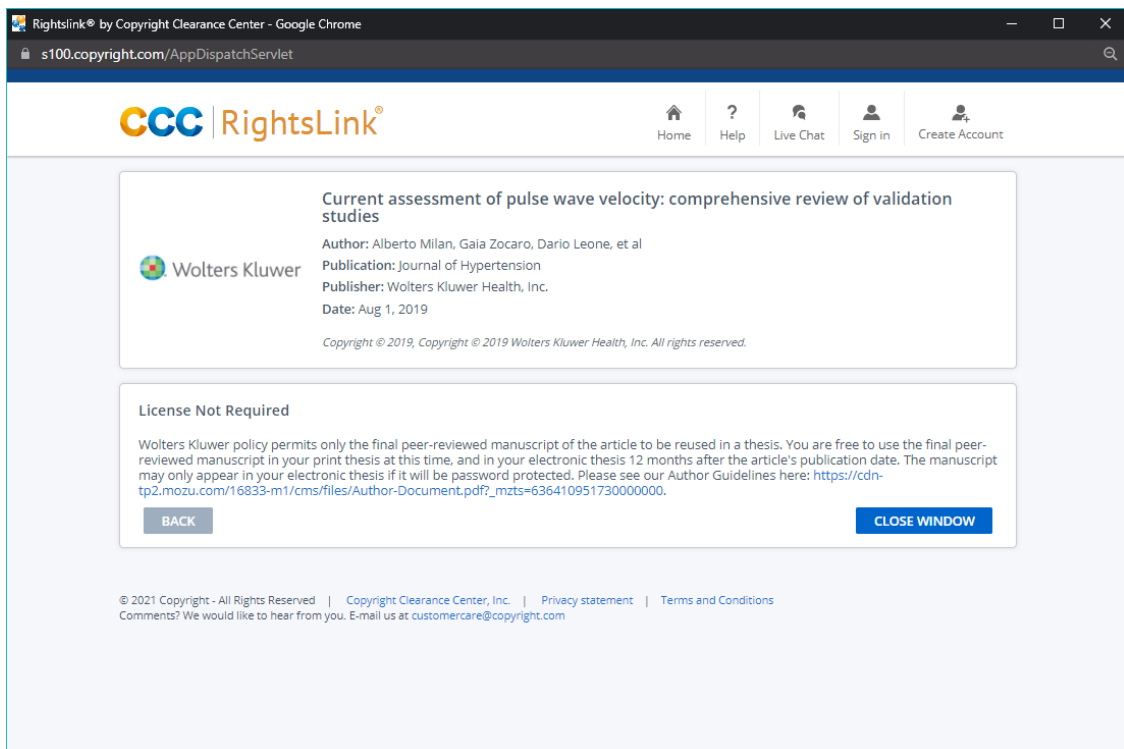 Rightslink® by Copyright Clearance Center - Google Chrome
s100.copyright.com/AppDispatchServlet
CCC RightsLink®
Home
Help
Live Chat
Sign in
Create Account
Wolters Kluwer
Current assessment of pulse wave velocity: comprehensive review of validation
studies
Author: Alberto Milan, Gaia Zocaro, Dario Leone, et al
Publication: Journal of Hypertension
Publisher: Wolters Kluwer Health, Inc.
Date: Aug 1, 2019
Copyright © 2019, Copyright © 2019 Wolters Kluwer Health, Inc. All rights reserved.
License Not Required
Wolters Kluwer policy permits only the final peer-reviewed manuscript of the article to be reused in a thesis. You are free to use the final peer-
reviewed manuscript in your print thesis at this time, and in your electronic thesis 12 months after the article's publication date. The manuscript
may only appear in your electronic thesis if it will be password protected. Please see our Author Guidelines here: https://cdn-
tp2.mozu.com/16833-m1/cms/files/Author-Document.pdf?_mzts=636410951730000000.
BACK
CLOSE WINDOW
© 2021 Copyright - All Rights Reserved | Copyright Clearance Center, Inc. | Privacy statement | Terms and Conditions
Comments? We would like to hear from you. E-mail us at customercare@copyright.com